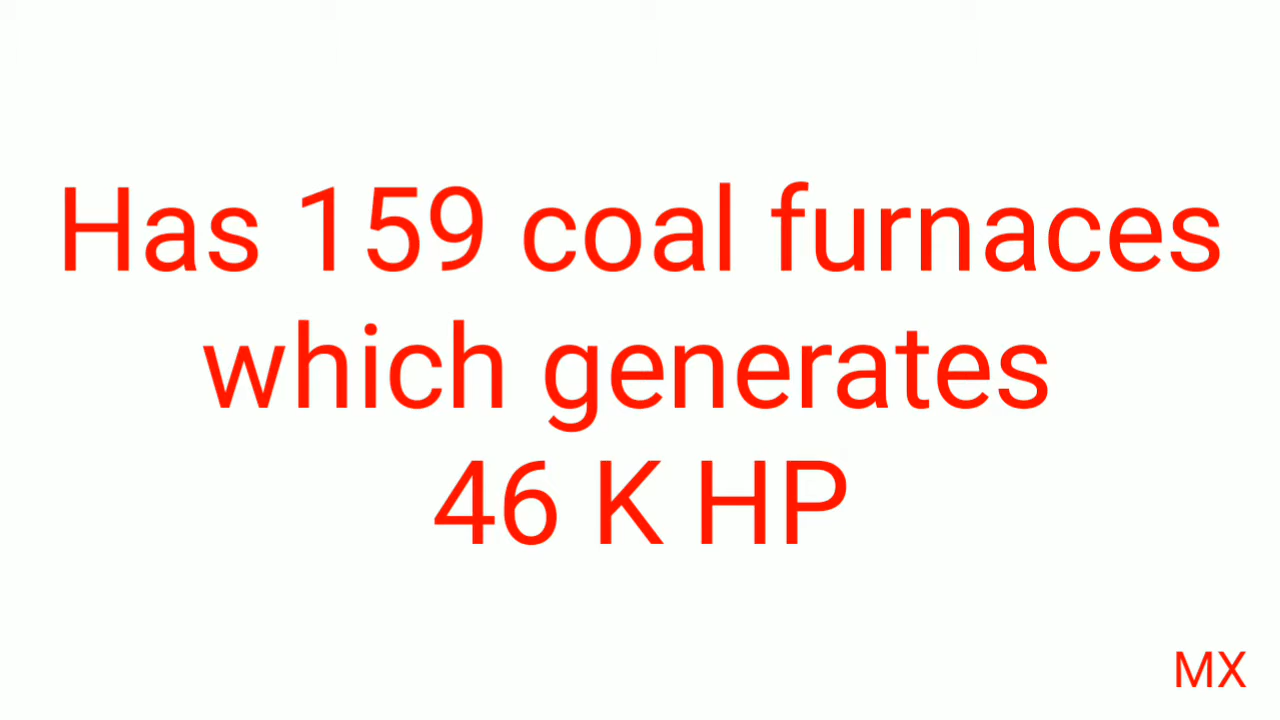 Has 159 coal furnaces
which generates
46 K HP
MX